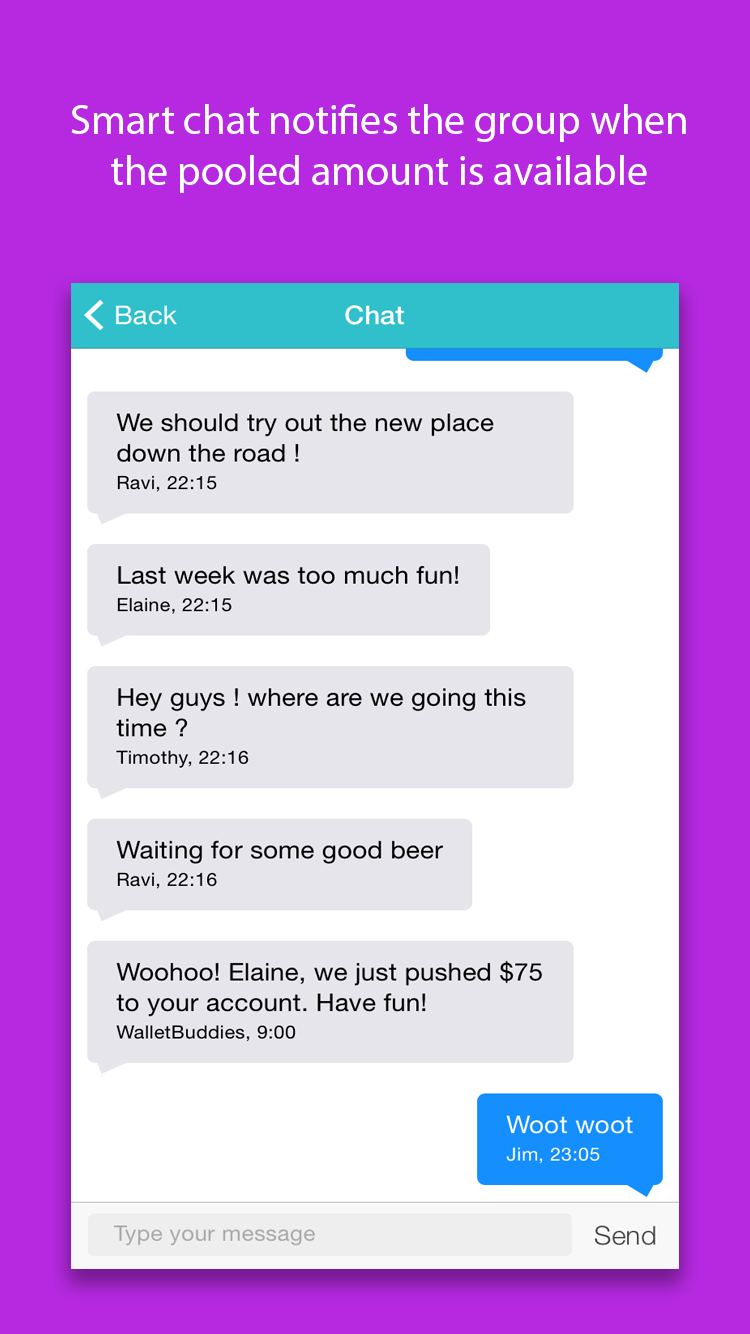 Smart chat notifies the group when
the pooled amount is available
Back
Chat
We should try out the new place
down the road !
Ravi, 22:15
Last week was too much fun!
Elaine, 22:15
Hey guys ! where are we going this
time ?
Timothy, 22:16
Waiting for some good beer
Ravi, 22:16
Woohoo! Elaine, we just pushed $75
to your account. Have fun!
WalletBuddies, 9:00
Woot woot
Jim, 23:05
Type your message
Send